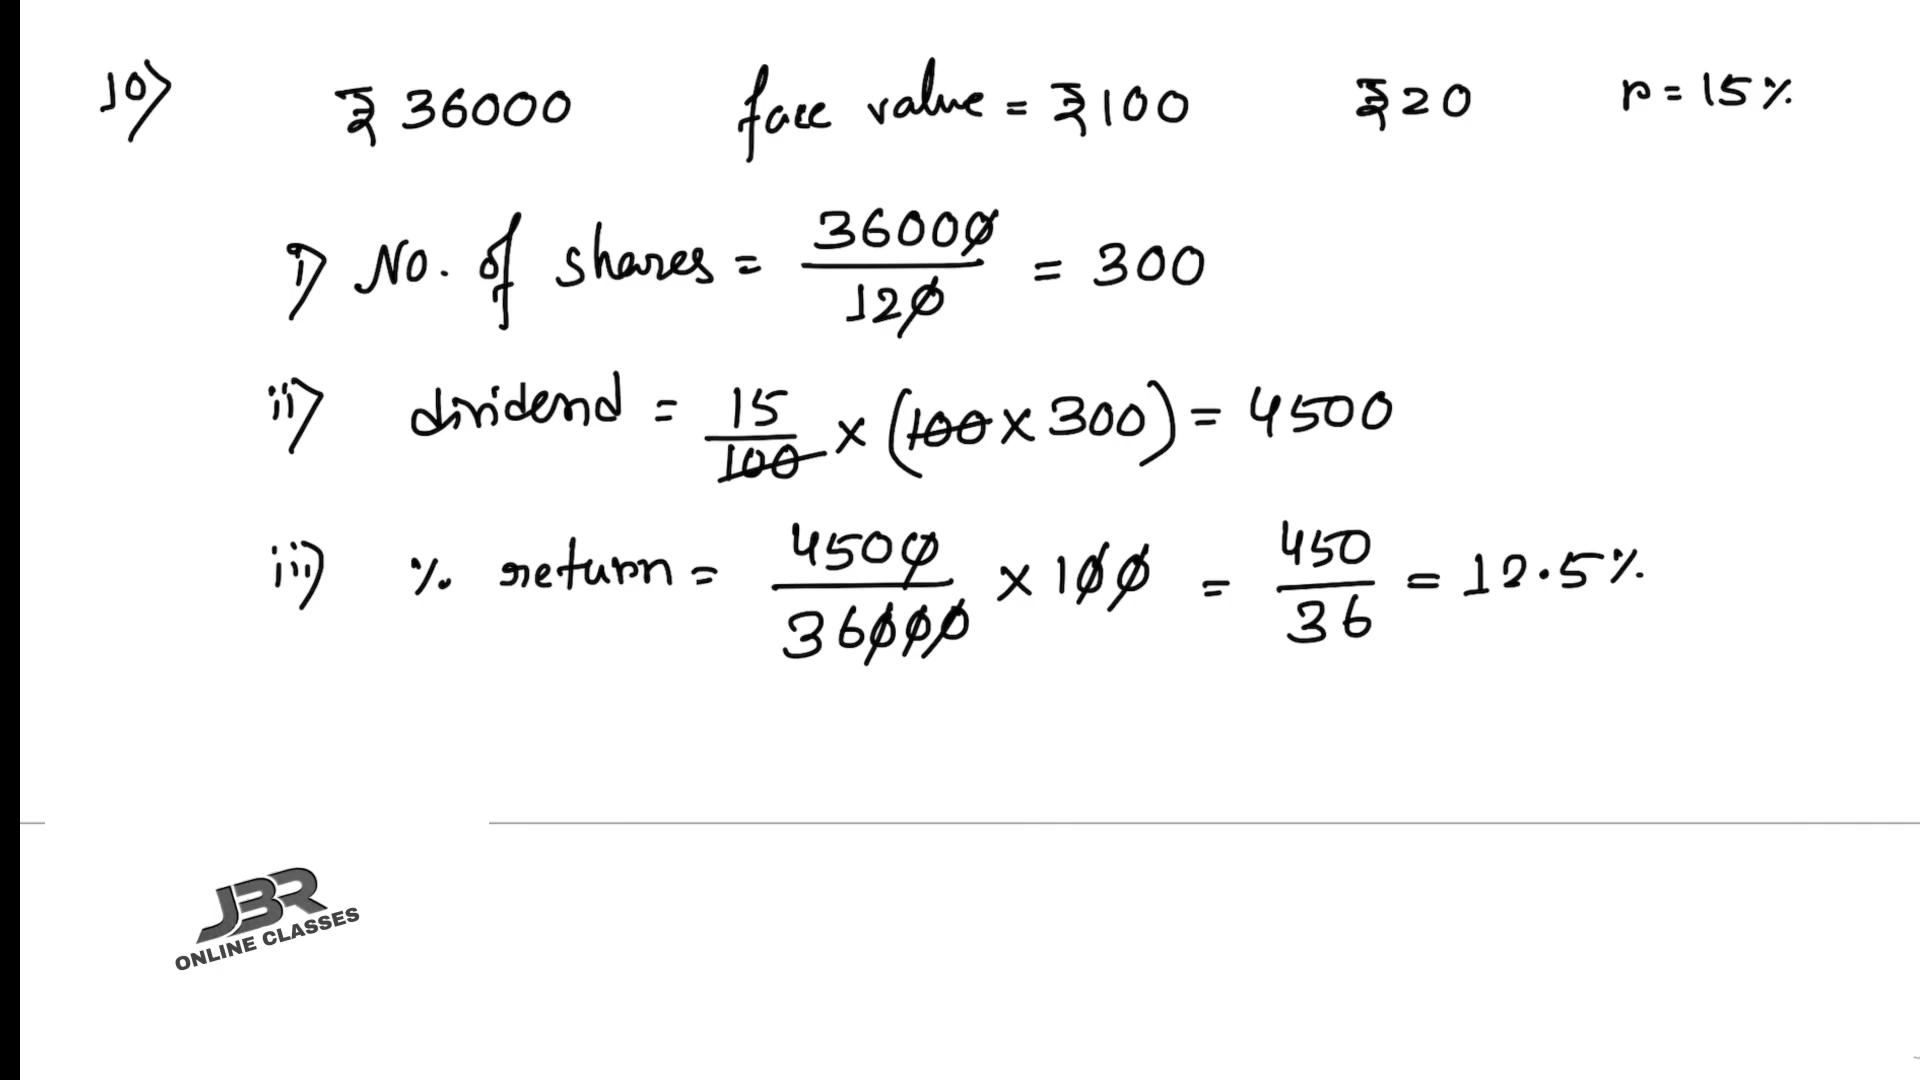 10) ₹ 36000 face value = ₹100 ₹20 r = 15%
i) No. of shares = 36000/120 = 300
ii) dividend = 15/100 × (100 × 300) = 4500
iii) % return = 4500/36000 × 100 = 450/36 = 12.5%
JBR
ONLINE CLASSES